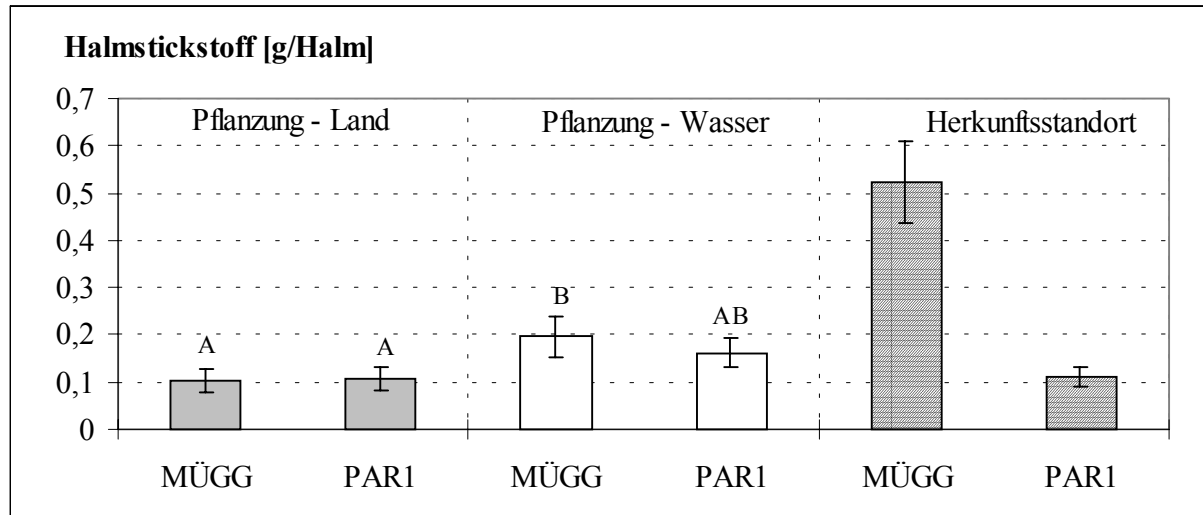 Halmstickstoff [g/Halm]
0,7
Pflanzung - Land Pflanzung - Wasser Herkunftsstandort
0,6
0,5
0,4
0,3
B
0,2
A A AB
0,1
0
MÜGG PAR1 MÜGG PAR1 MÜGG PAR1